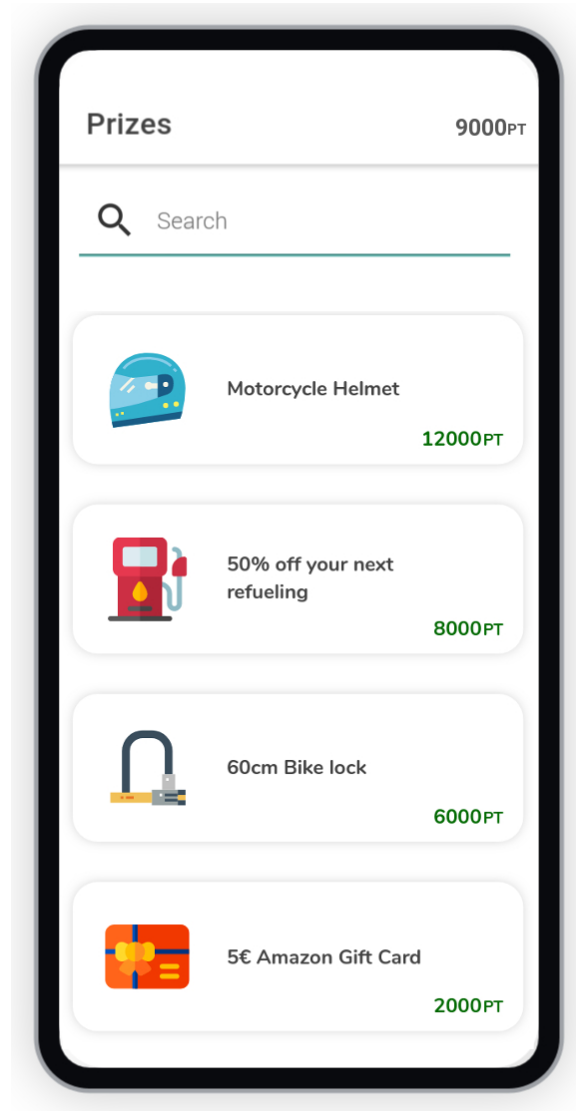 Prizes
9000PT
Search
Motorcycle Helmet
12000PT
50% off your next
refueling
8000PT
60cm Bike lock
6000PT
5€ Amazon Gift Card
2000PT